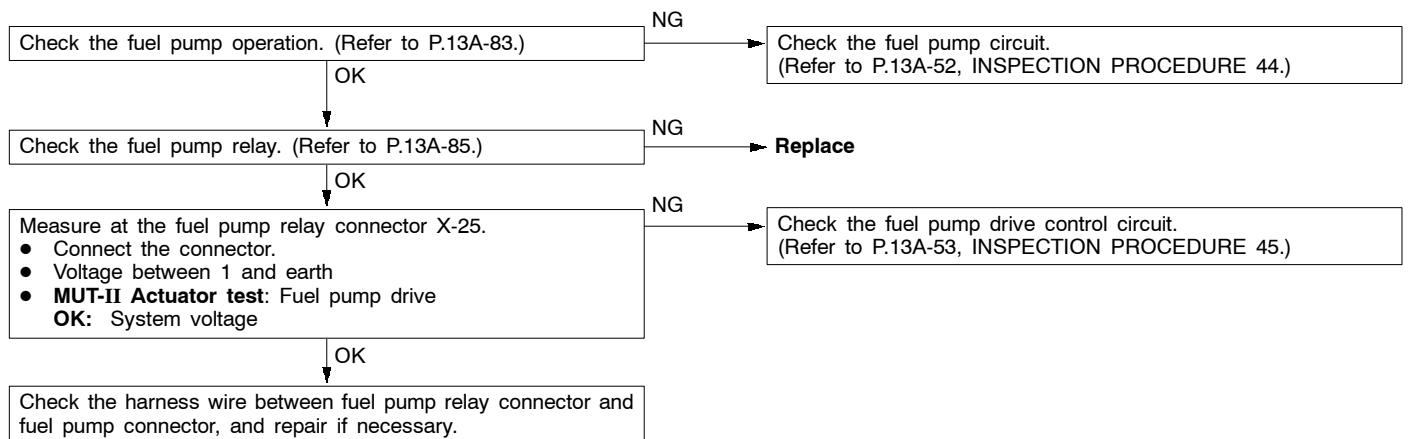 Check the fuel pump operation. (Refer to P.13A-83.)
NG
Check the fuel pump circuit.
(Refer to P.13A-52, INSPECTION PROCEDURE 44.)
OK
Check the fuel pump relay. (Refer to P.13A-85.)
NG
Replace
OK
Measure at the fuel pump relay connector X-25.
● Connect the connector.
● Voltage between 1 and earth
● MUT-II Actuator test: Fuel pump drive
OK: System voltage
NG
Check the fuel pump drive control circuit.
(Refer to P.13A-53, INSPECTION PROCEDURE 45.)
OK
Check the harness wire between fuel pump relay connector and
fuel pump connector, and repair if necessary.